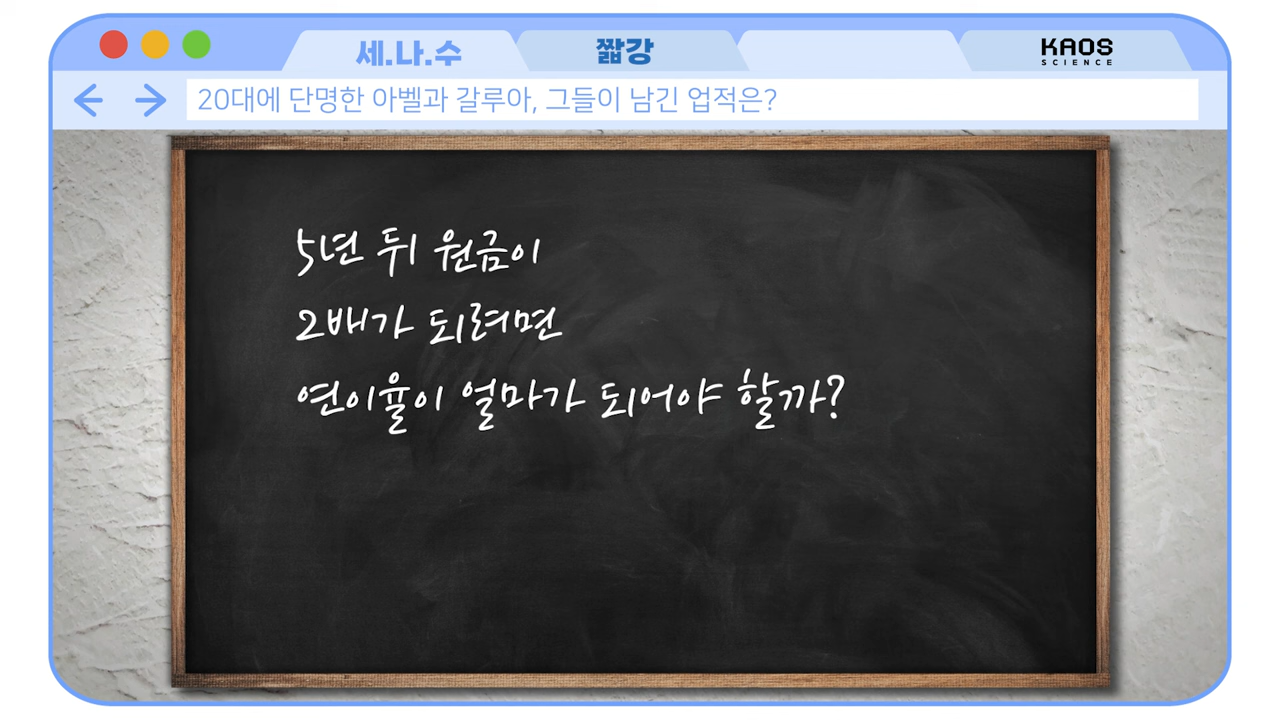 세.나.수
짧강
KAOS
SCIENCE
20대에 단명한 아벨과 갈루아, 그들이 남긴 업적은?
5년 뒤 원금이
2배가 되려면
연이율이 얼마가 되어야 할까?